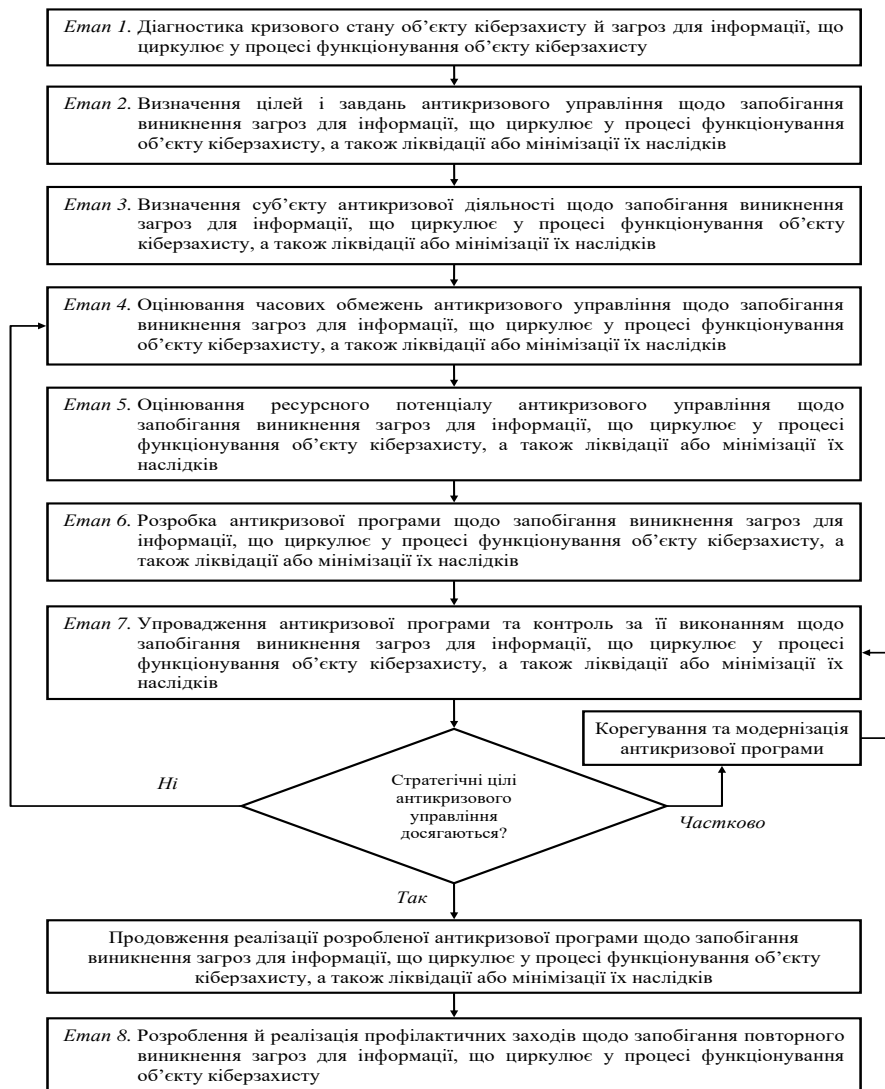 Етап 1. Діагностика кризового стану об’єкту кіберзахисту й загроз для інформації, що
циркулює у процесі функціонування об’єкту кіберзахисту
Етап 2. Визначення цілей і завдань антикризового управління щодо запобігання
виникнення загроз для інформації, що циркулює у процесі функціонування
об’єкту кіберзахисту, а також ліквідації або мінімізації їх наслідків
Етап 3. Визначення суб’єкту антикризової діяльності щодо запобігання виникнення
загроз для інформації, що циркулює у процесі функціонування об’єкту
кіберзахисту, а також ліквідації або мінімізації їх наслідків
Етап 4. Оцінювання часових обмежень антикризового управління щодо запобігання
виникнення загроз для інформації, що циркулює у процесі функціонування
об’єкту кіберзахисту, а також ліквідації або мінімізації їх наслідків
Етап 5. Оцінювання ресурсного потенціалу антикризового управління щодо
запобігання виникнення загроз для інформації, що циркулює у процесі
функціонування об’єкту кіберзахисту, а також ліквідації або мінімізації їх
наслідків
Етап 6. Розробка антикризової програми щодо запобігання виникнення загроз для
інформації, що циркулює у процесі функціонування об’єкту кіберзахисту, а
також ліквідації або мінімізації їх наслідків
Етап 7. Упровадження антикризової програми та контроль за її виконанням щодо
запобігання виникнення загроз для інформації, що циркулює у процесі
функціонування об’єкту кіберзахисту, а також ліквідації або мінімізації їх
наслідків
Корегування та модернізація
антикризової програми
Ні
Стратегічні цілі
антикризового
управління
досягаються?
Частково
Так
Продовження реалізації розробленої антикризової програми щодо запобігання
виникнення загроз для інформації, що циркулює у процесі функціонування об’єкту
кіберзахисту, а також ліквідації або мінімізації їх наслідків
Етап 8. Розроблення й реалізація профілактичних заходів щодо запобігання повторного
виникнення загроз для інформації, що циркулює у процесі функціонування
об’єкту кіберзахисту